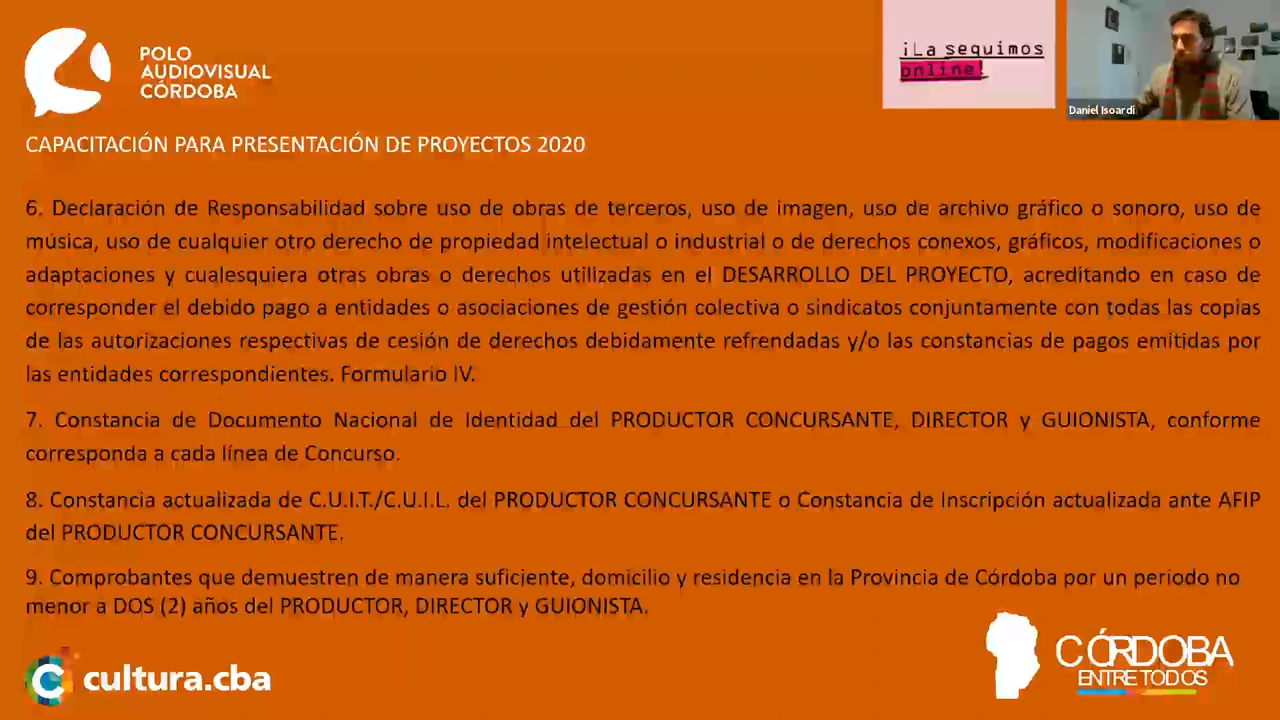 POLO
AUDIOVISUAL
CÓRDOBA
¡La seguimos
online!
Daniel Isoardi
CAPACITACIÓN PARA PRESENTACIÓN DE PROYECTOS 2020
6. Declaración de Responsabilidad sobre uso de obras de terceros, uso de imagen, uso de archivo gráfico o sonoro, uso de
música, uso de cualquier otro derecho de propiedad intelectual o industrial o de derechos conexos, gráficos, modificaciones o
adaptaciones y cualesquiera otras obras o derechos utilizadas en el DESARROLLO DEL PROYECTO, acreditando en caso de
corresponder el debido pago a entidades o asociaciones de gestión colectiva o sindicatos conjuntamente con todas las copias
de las autorizaciones respectivas de cesión de derechos debidamente refrendadas y/o las constancias de pagos emitidas por
las entidades correspondientes. Formulario IV.
7. Constancia de Documento Nacional de Identidad del PRODUCTOR CONCURSANTE, DIRECTOR y GUIONISTA, conforme
corresponda a cada línea de Concurso.
8. Constancia actualizada de C.U.I.T./C.U.I.L. del PRODUCTOR CONCURSANTE o Constancia de Inscripción actualizada ante AFIP
del PRODUCTOR CONCURSANTE.
9. Comprobantes que demuestren de manera suficiente, domicilio y residencia en la Provincia de Córdoba por un periodo no
menor a DOS (2) años del PRODUCTOR, DIRECTOR y GUIONISTA.
cultura.cba
CÓRDOBA
ENTRE TODOS